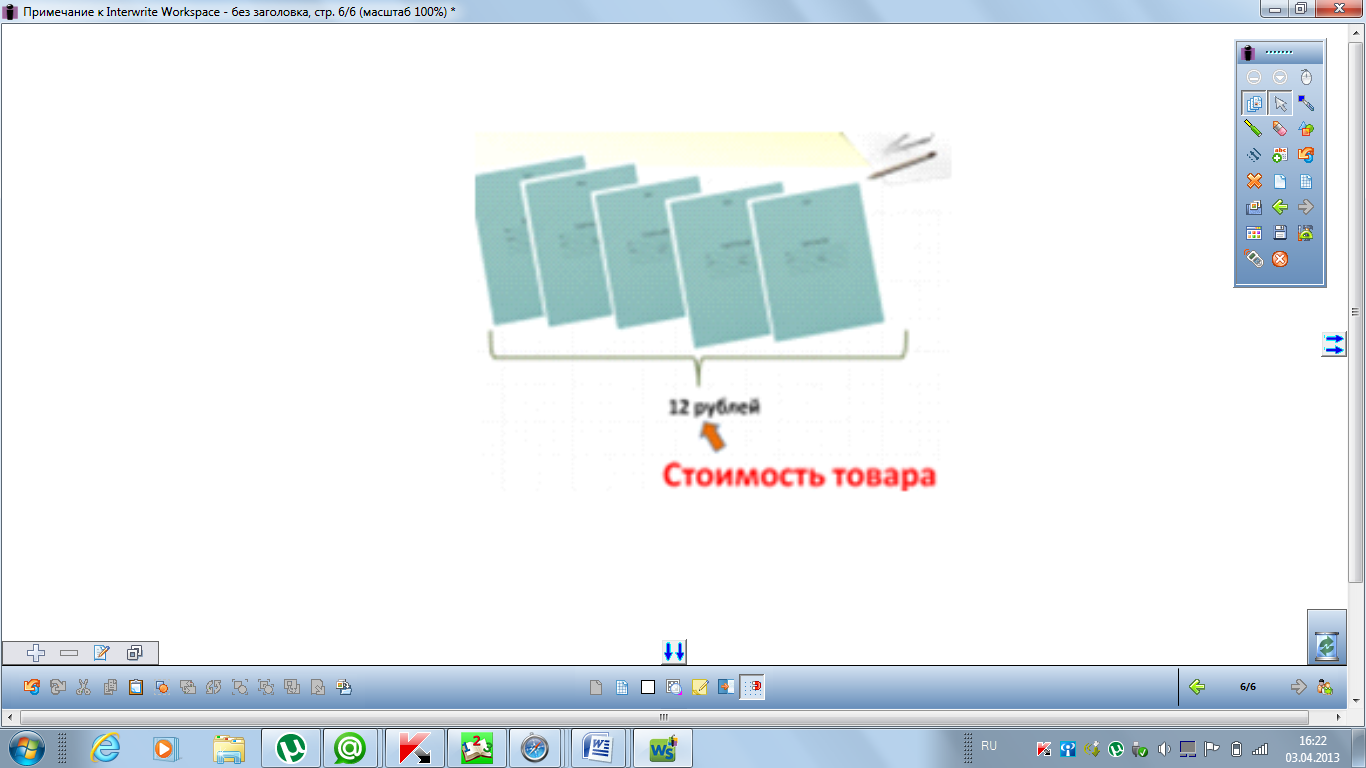 Примечание к Interwrite Workspace - без заголовка, стр. 6/6 (масштаб 100%) *
12 рублей
Стоимость товара
6/6
RU
16:22
03.04.2013